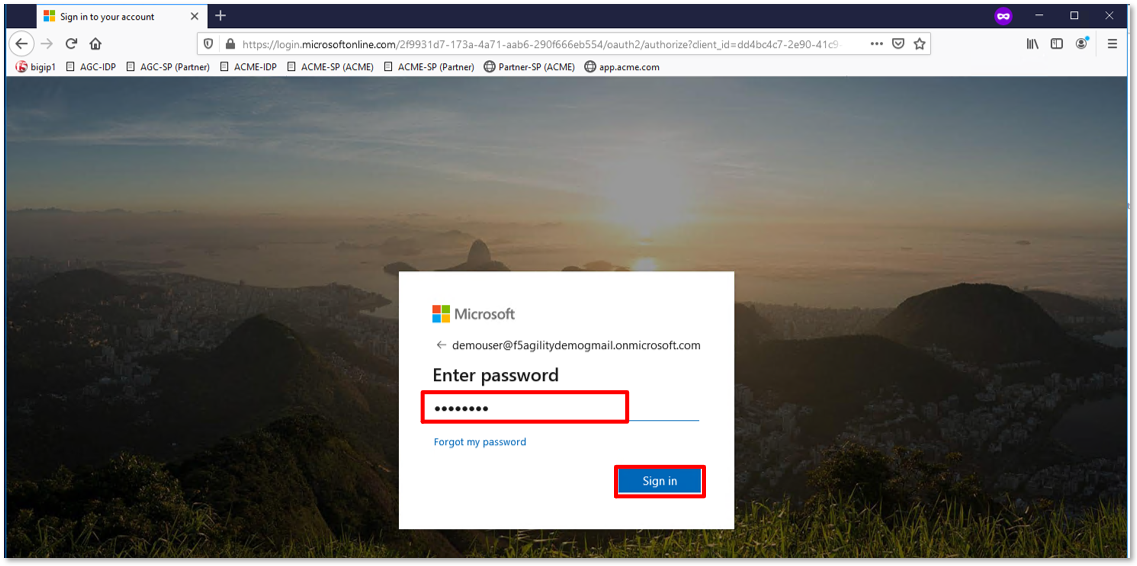 Sign in to your account
https://login.microsoftonline.com/2f9931d7-173a-4a71-aab6-290f666eb554/oauth2/authorize?client_id=dd4bc4c7-2e90-41c9-
bigip1 AGC-IDP AGC-SP (Partner) ACME-IDP ACME-SP (ACME) ACME-SP (Partner) Partner-SP (ACME) app.acme.com
Microsoft
demouser@f5agilitydemogmail.onmicrosoft.com
Enter password
••••••••
Forgot my password
Sign in